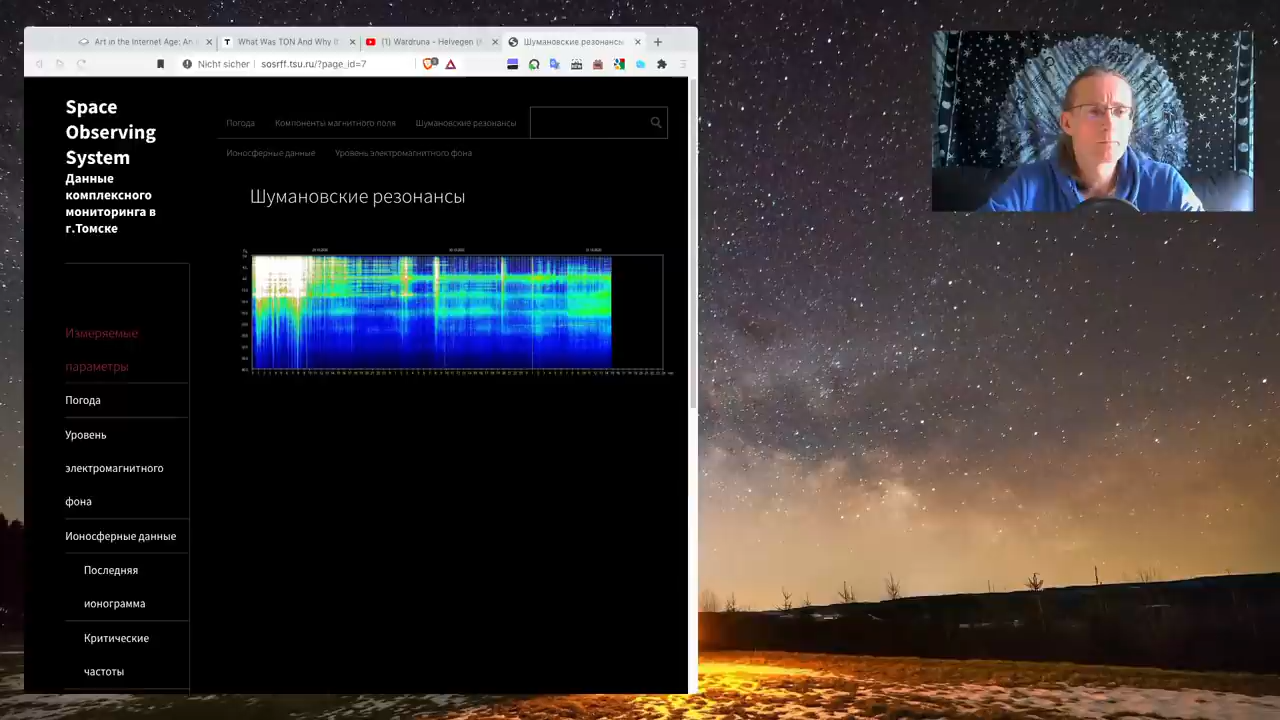 Art in the Internet Age: An I
What Was TON And Why It
(1) Wardruna - Helvegen (
Шумановские резонансы
Nicht sicher
sosrff.tsu.ru/?page_id=7
Space
Observing
System
Данные
комплексного
мониторинга в
г.Томске
Погода
Компоненты магнитного поля
Шумановские резонансы
Ионосферные данные
Уровень электромагнитного фона
Шумановские резонансы
Измеряемые
параметры
Погода
Уровень
электромагнитного
фона
Ионосферные данные
Последняя
ионограмма
Критические
частоты